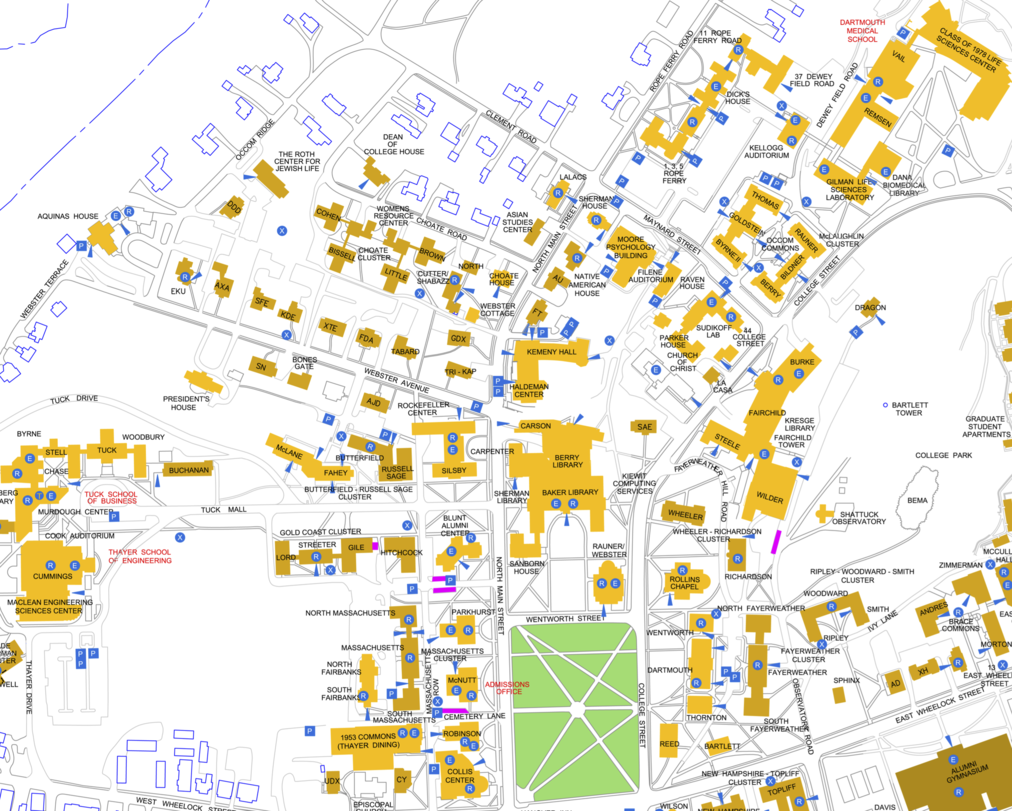 11 ROPE
FERRY ROAD
ROPE FERRY ROAD
DARTMOUTH
MEDICAL
SCHOOL
CLASS OF 1978 LIFE
SCIENCES CENTER
VAIL
37 DEWEY
FIELD ROAD
DEWEY FIELD ROAD
DICK'S
HOUSE
REMSEN
CLEMENT ROAD
OCCOM RIDGE
DEAN
OF
COLLEGE HOUSE
THE ROTH
CENTER FOR
JEWISH LIFE
KELLOGG
AUDITORIUM
1, 3, 5
ROPE
FERRY
LALACS
GILMAN LIFE
SCIENCES
LABORATORY
DANA
BIOMEDICAL
LIBRARY
THOMAS
SHERMAN
HOUSE
DDD
AQUINAS HOUSE
COHEN
WOMENS
RESOURCE
CENTER
CHOATE ROAD
ASIAN
STUDIES
CENTER
NORTH MAIN STREET
MAYNARD STREET
GOLDSTEIN
MOORE
PSYCHOLOGY
BUILDING
BYRNE II
OCCOM
COMMONS
RAUNER
McLAUGHLIN
CLUSTER
BISSELL
CHOATE
CLUSTER
BROWN
LITTLE
CUTTER/
SHABAZZ
NORTH
CHOATE
HOUSE
AU
NATIVE
AMERICAN
HOUSE
FILENE
AUDITORIUM
RAVEN
HOUSE
BILDNER
BERRY
COLLEGE STREET
WEBSTER TERRACE
EKU
AXA
SFE
KDE
WEBSTER
COTTAGE
FT
SUDIKOFF
LAB
44
COLLEGE
STREET
DRAGON
XTE
FDA
TABARD
GDX
KEMENY HALL
PARKER
HOUSE
CHURCH
OF
CHRIST
SN
BONES
GATE
WEBSTER AVENUE
TRI - KAP
HALDEMAN
CENTER
LA
CASA
BURKE
PRESIDENT'S
HOUSE
TUCK DRIVE
AJD
ROCKEFELLER
CENTER
FAIRCHILD
KRESGE
LIBRARY
BARTLETT
TOWER
GRADUATE
STUDENT
APARTMENTS
CARSON
SAE
STEELE
FAIRCHILD
TOWER
BYRNE
STELL
TUCK
WOODBURY
McLANE
BUTTERFIELD
FAHEY
RUSSELL
SAGE
SILSBY
CARPENTER
BERRY
LIBRARY
KIEWIT
COMPUTING
SERVICES
FAYERWEATHER HILL ROAD
COLLEGE PARK
CHASE
BUCHANAN
BUTTERFIELD - RUSSELL SAGE
CLUSTER
SHERMAN
LIBRARY
BAKER LIBRARY
WILDER
BEMA
TUCK SCHOOL
OF BUSINESS
MURDOUGH CENTER
TUCK MALL
WHEELER
SHATTUCK
OBSERVATORY
COOK AUDITORIUM
GOLD COAST CLUSTER
BLUNT
ALUMNI
CENTER
WHEELER - RICHARDSON
CLUSTER
THAYER SCHOOL
OF ENGINEERING
STREETER
LORD
GILE
HITCHCOCK
NORTH MAIN STREET
SANBORN
HOUSE
RAUNER/
WEBSTER
RICHARDSON
ROLLINS
CHAPEL
RIPLEY - WOODWARD - SMITH
CLUSTER
ZIMMERMAN
CUMMINGS
MACLEAN ENGINEERING
SCIENCES CENTER
WOODWARD
SMITH
IVY LANE
ANDRES
BRACE
COMMONS
NORTH MASSACHUSETTS
PARKHURST
WENTWORTH STREET
NORTH FAYERWEATHER
WENTWORTH
RIPLEY
FAYERWEATHER
CLUSTER
MORTON
MASSACHUSETTS
MASSACHUSETTS
CLUSTER
NORTH
FAIRBANKS
MASSACHUSETTS
ROW
McNUTT
ADMISSIONS
OFFICE
DARTMOUTH
FAYERWEATHER
XH
13
EAST WHEELOCK
STREET
AD
SPHINX
SOUTH
FAIRBANKS
SOUTH
MASSACHUSETTS
CEMETERY LANE
COLLEGE STREET
THORNTON
SOUTH
FAYERWEATHER
OBSERVATORY ROAD
EAST WHEELOCK STREET
THAYER DRIVE
1953 COMMONS
(THAYER DINING)
ROBINSON
REED
BARTLETT
COLLIS
CENTER
UDX
CY
NEW HAMPSHIRE - TOPLIFF
CLUSTER
TOPLIFF
ALUMNI
GYMNASIUM
WEST WHEELOCK STREET
EPISCOPAL
WILSON
DAVIS